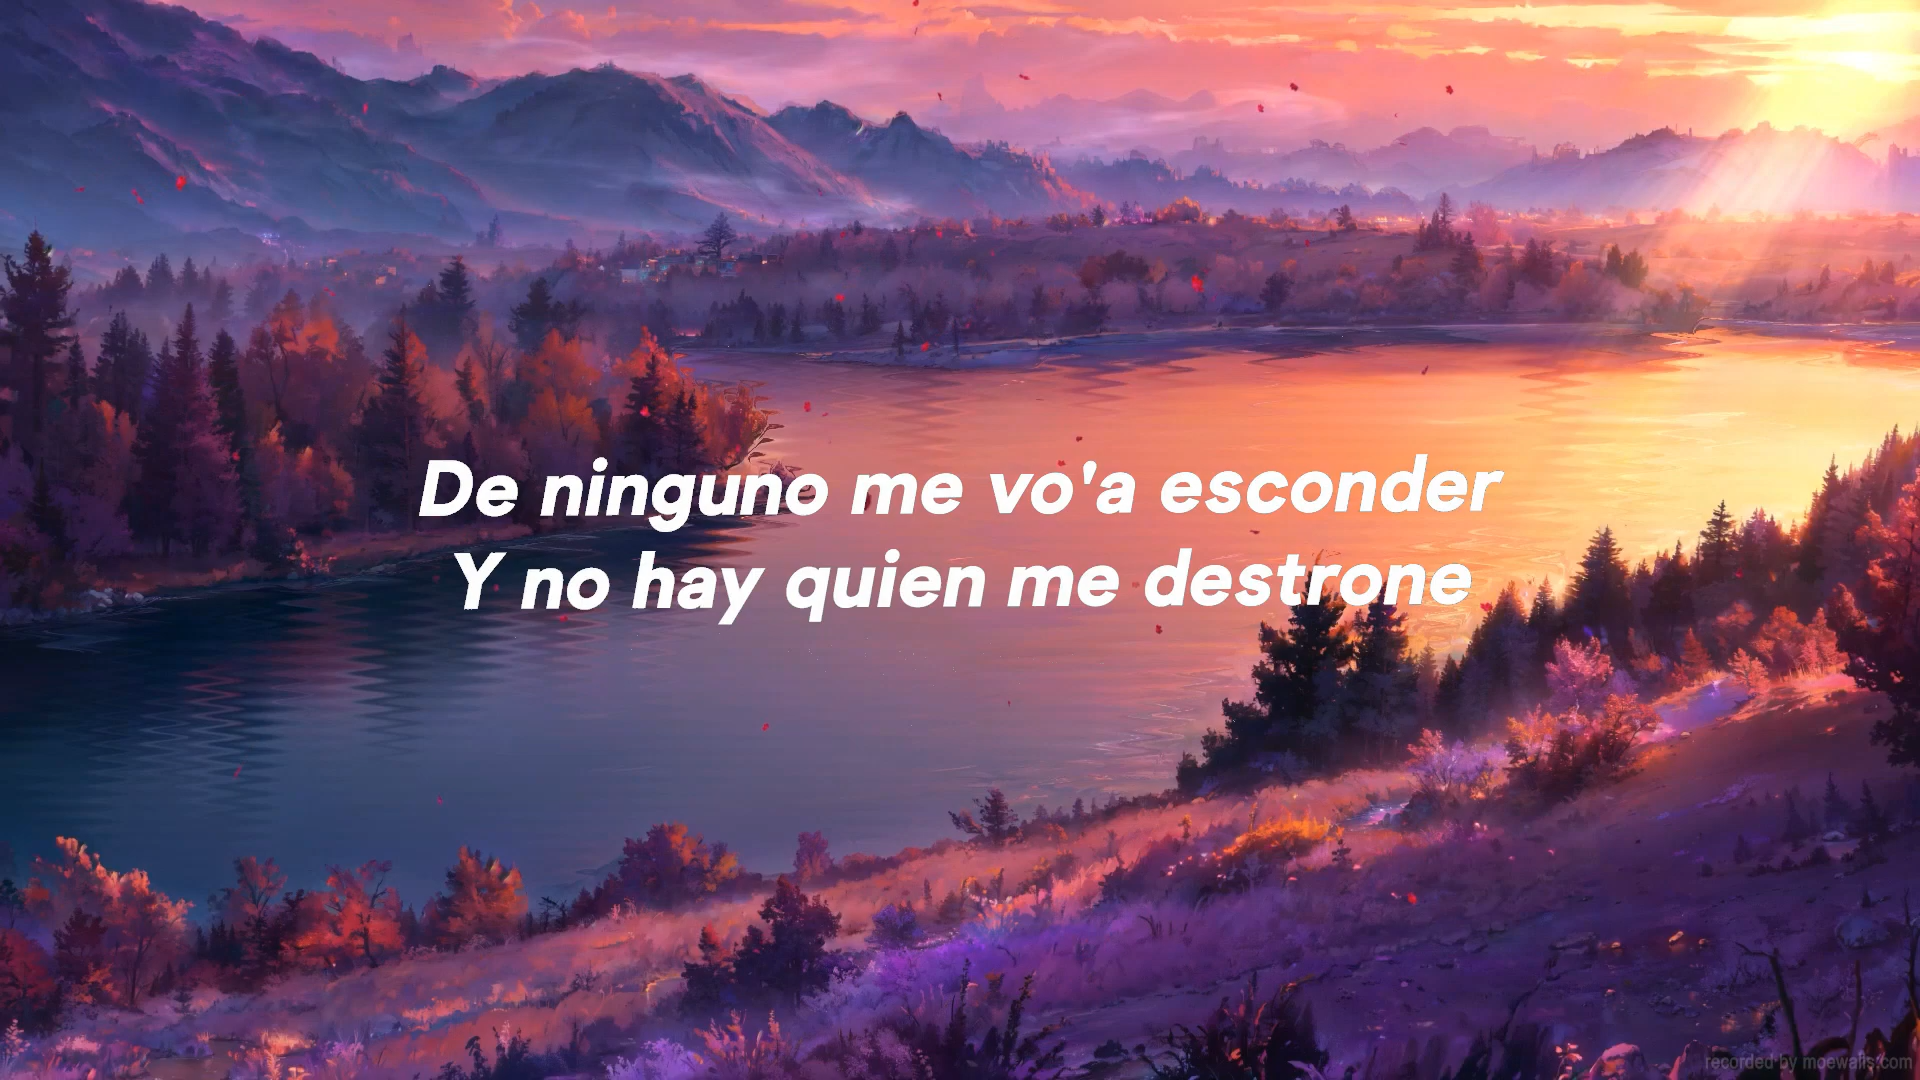 De ninguno me vo'a esconder
Y no hay quien me destrone
recorded by moewalls.com